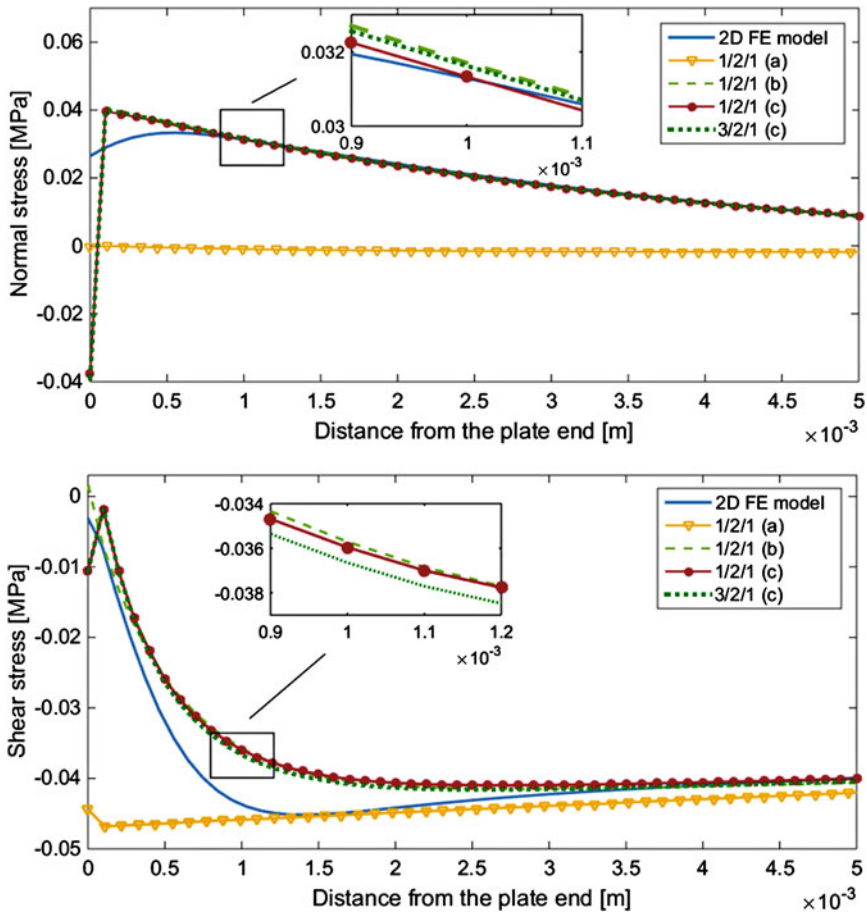 0.06
0.04
0.02
0
-0.02
-0.04
Normal stress [MPa]
0.032
0.03
0.9
1
1.1
×10⁻³
2D FE model
1/2/1 (a)
1/2/1 (b)
1/2/1 (c)
3/2/1 (c)
0 0.5 1 1.5 2 2.5 3 3.5 4 4.5 5
Distance from the plate end [m]
×10⁻³
0
-0.01
-0.02
-0.03
-0.04
-0.05
Shear stress [MPa]
-0.034
-0.036
-0.038
0.9 1 1.1 1.2
×10⁻³
2D FE model
1/2/1 (a)
1/2/1 (b)
1/2/1 (c)
3/2/1 (c)
0 0.5 1 1.5 2 2.5 3 3.5 4 4.5 5
Distance from the plate end [m]
×10⁻³